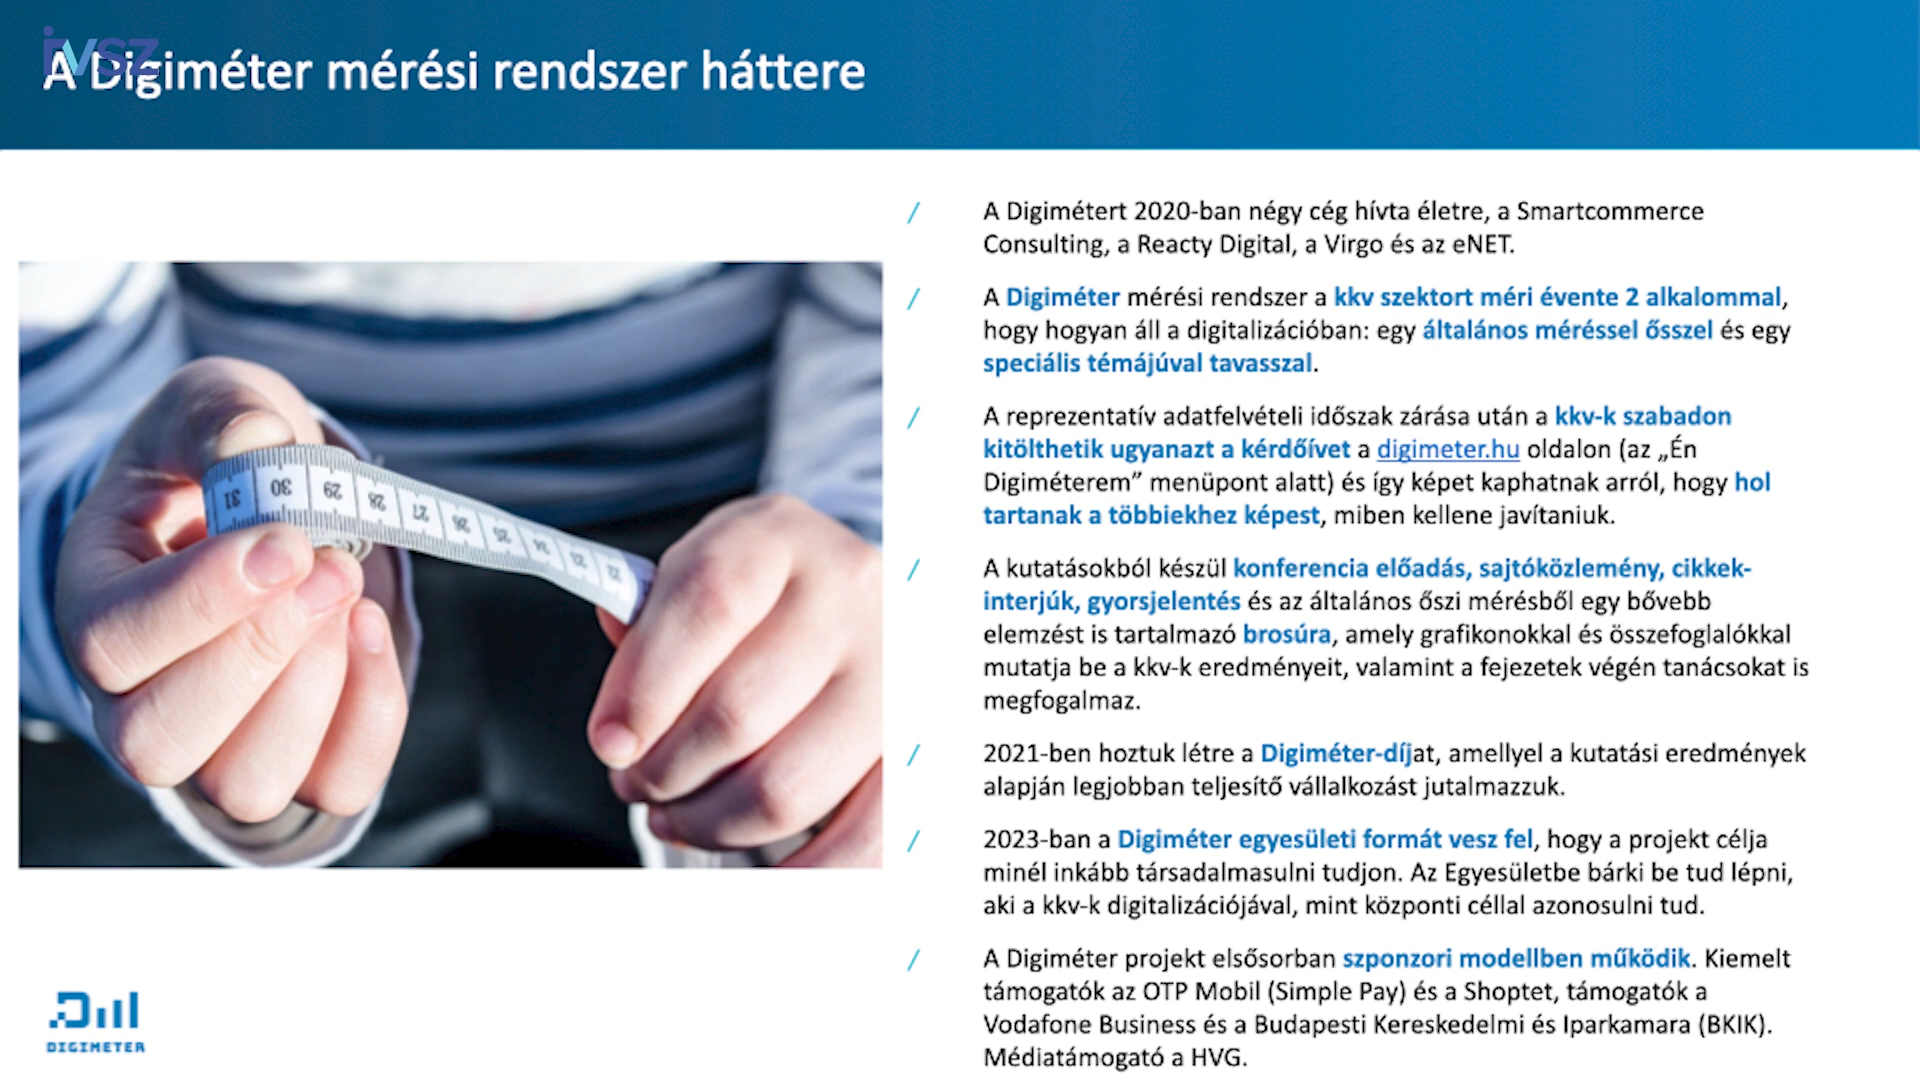 ivsz
A Digiméter mérési rendszer háttere
/ A Digimétert 2020-ban négy cég hívta életre, a Smartcommerce
Consulting, a Reacty Digital, a Virgo és az eNET.
/ A Digiméter mérési rendszer a kkv szektort méri évente 2 alkalommal,
hogy hogyan áll a digitalizációban: egy általános méréssel ősszel és egy
speciális témájúval tavasszal.
/ A reprezentatív adatfelvételi időszak zárása után a kkv-k szabadon
kitölthetik ugyanazt a kérdőívet a digimeter.hu oldalon (az „Én
Digiméterem” menüpont alatt) és így képet kaphatnak arról, hogy hol
tartanak a többiekhez képest, miben kellene javítaniuk.
/ A kutatásokból készül konferencia előadás, sajtóközlemény, cikkek-
interjúk, gyorsjelentés és az általános őszi mérésből egy bővebb
elemzést is tartalmazó brosúra, amely grafikonokkal és összefoglalókkal
mutatja be a kkv-k eredményeit, valamint a fejezetek végén tanácsokat is
megfogalmaz.
/ 2021-ben hoztuk létre a Digiméter-díjat, amellyel a kutatási eredmények
alapján legjobban teljesítő vállalkozást jutalmazzuk.
/ 2023-ban a Digiméter egyesületi formát vesz fel, hogy a projekt célja
minél inkább társadalmasulni tudjon. Az Egyesületbe bárki be tud lépni,
aki a kkv-k digitalizációjával, mint központi céllal azonosulni tud.
/ A Digiméter projekt elsősorban szponzori modellben működik. Kiemelt
támogatók az OTP Mobil (Simple Pay) és a Shoptet, támogatók a
Vodafone Business és a Budapesti Kereskedelmi és Iparkamara (BKIK).
Médiatámogató a HVG.
31 30 29 28 27 26 25 24 23 22
DIGIMETER